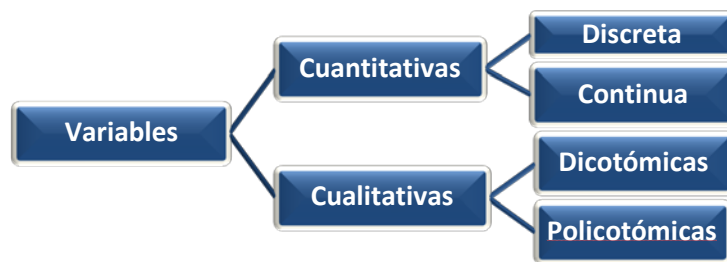 Variables
Cuantitativas
Discreta
Continua
Cualitativas
Dicotómicas
Policotómicas